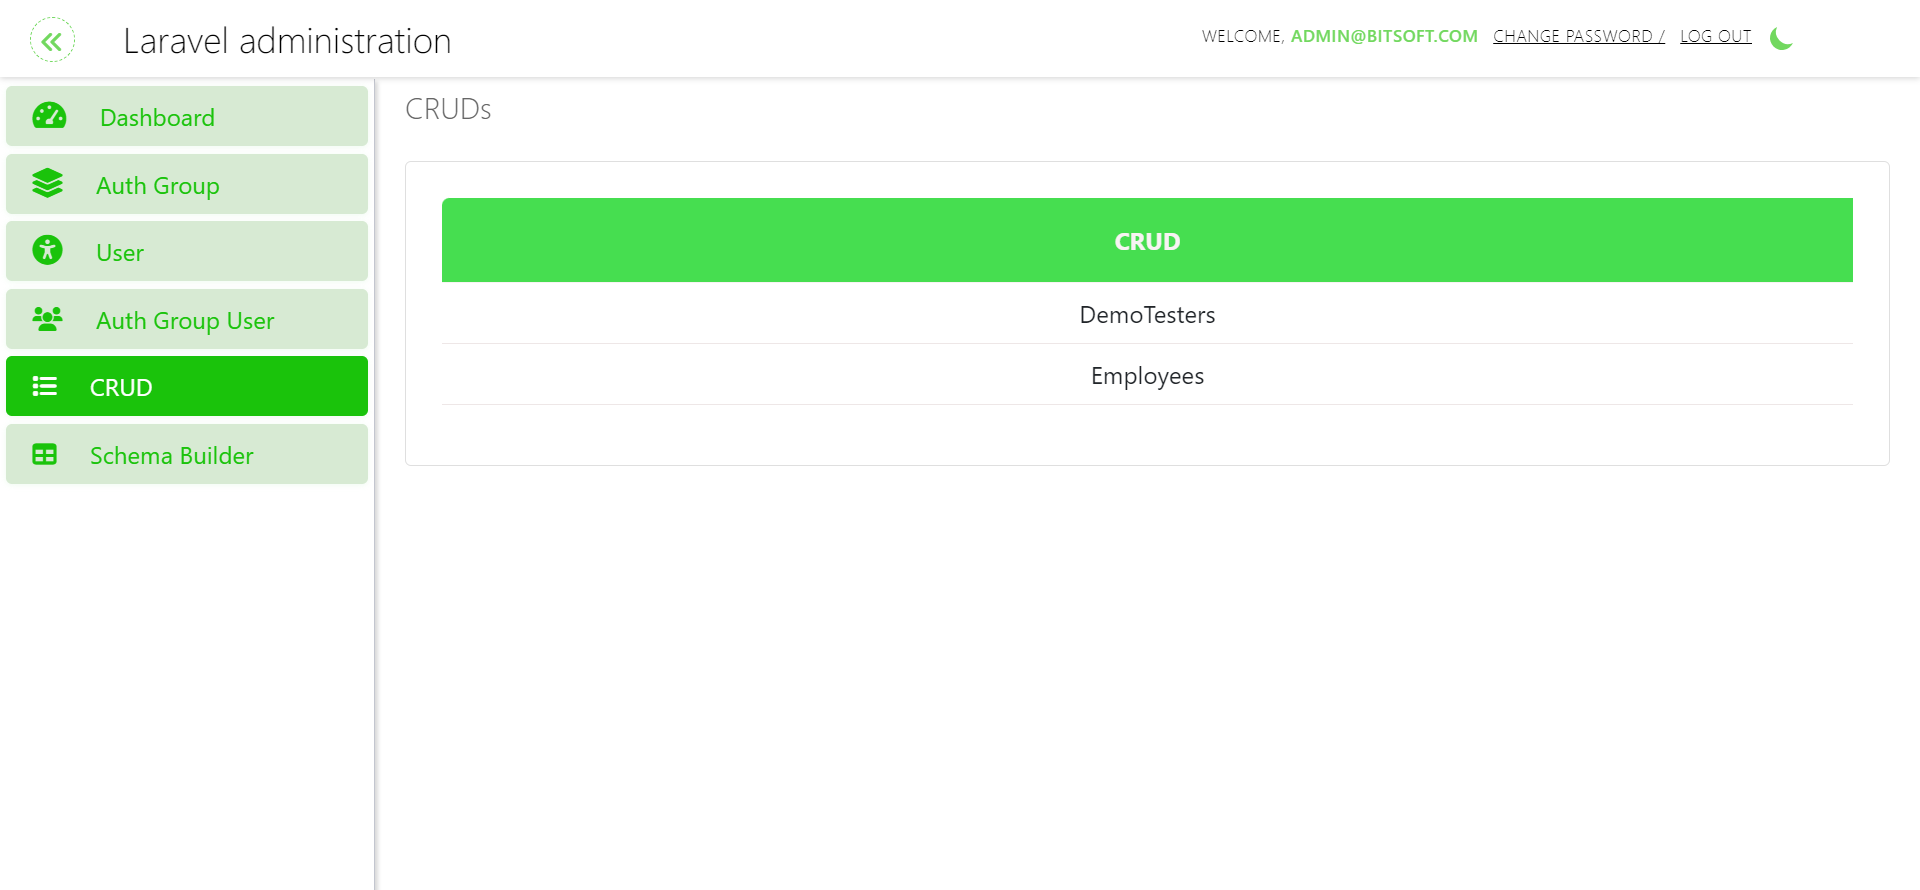 Laravel administration
WELCOME, ADMIN@BITSOFT.COM CHANGE PASSWORD / LOG OUT
Dashboard
Auth Group
User
Auth Group User
CRUD
Schema Builder
CRUDs
CRUD
DemoTesters
Employees